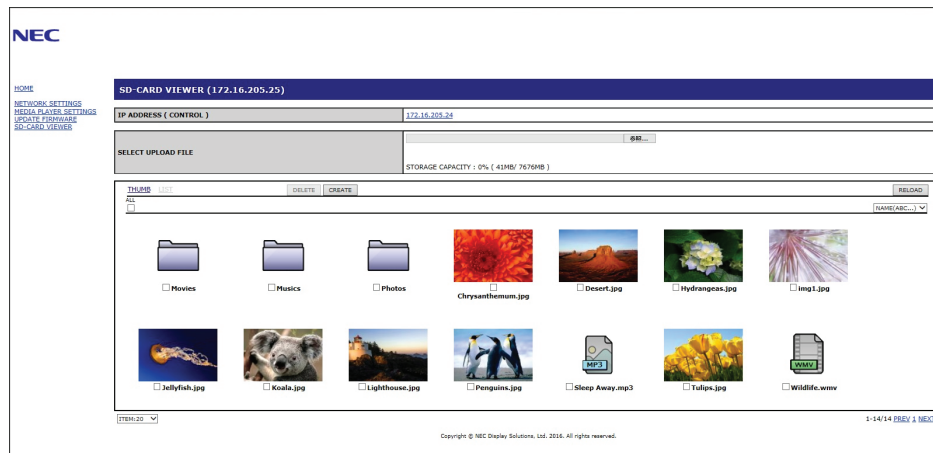 NEC
HOME
NETWORK SETTINGS
MEDIA PLAYER SETTINGS
UPDATE FIRMWARE
SD-CARD VIEWER
SD-CARD VIEWER (172.16.205.25)
IP ADDRESS ( CONTROL )
172.16.205.24
SELECT UPLOAD FILE
参照...
STORAGE CAPACITY : 0% ( 41MB/ 7676MB )
THUMB LIST DELETE CREATE RELOAD
ALL
NAME(ABC...)
Movies Musics Photos Chrysanthemum.jpg Desert.jpg Hydrangeas.jpg img1.jpg
MP3 WMV
Jellyfish.jpg Koala.jpg Lighthouse.jpg Penguins.jpg Sleep Away.mp3 Tulips.jpg Wildlife.wmv
ITEM:20
1-14/14 PREV 1 NEXT
Copyright © NEC Display Solutions, Ltd. 2016. All rights reserved.